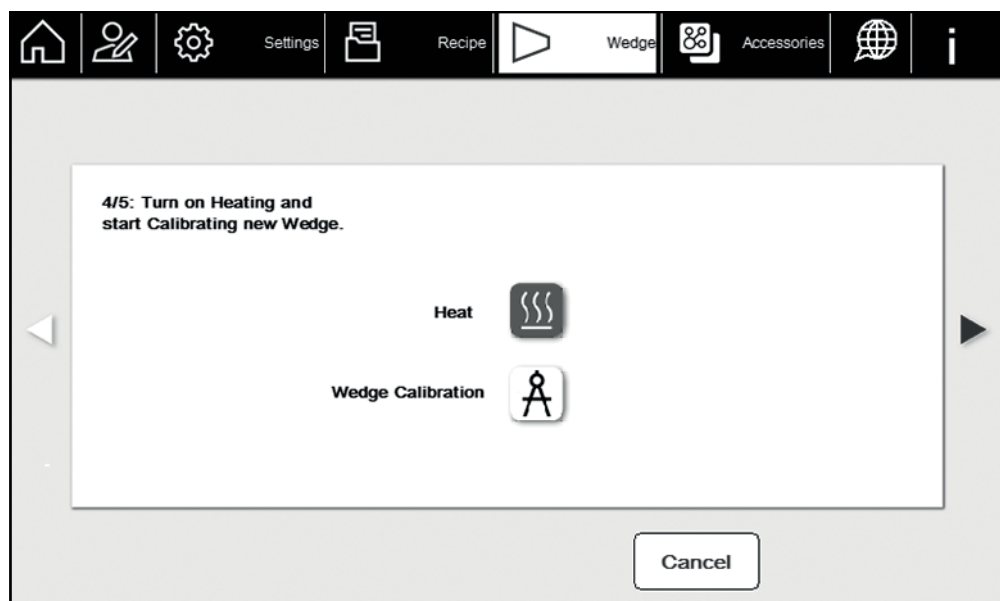 Settings
Recipe
Wedge
Accessories
i
4/5: Turn on Heating and
start Calibrating new Wedge.
Heat
Wedge Calibration
Cancel